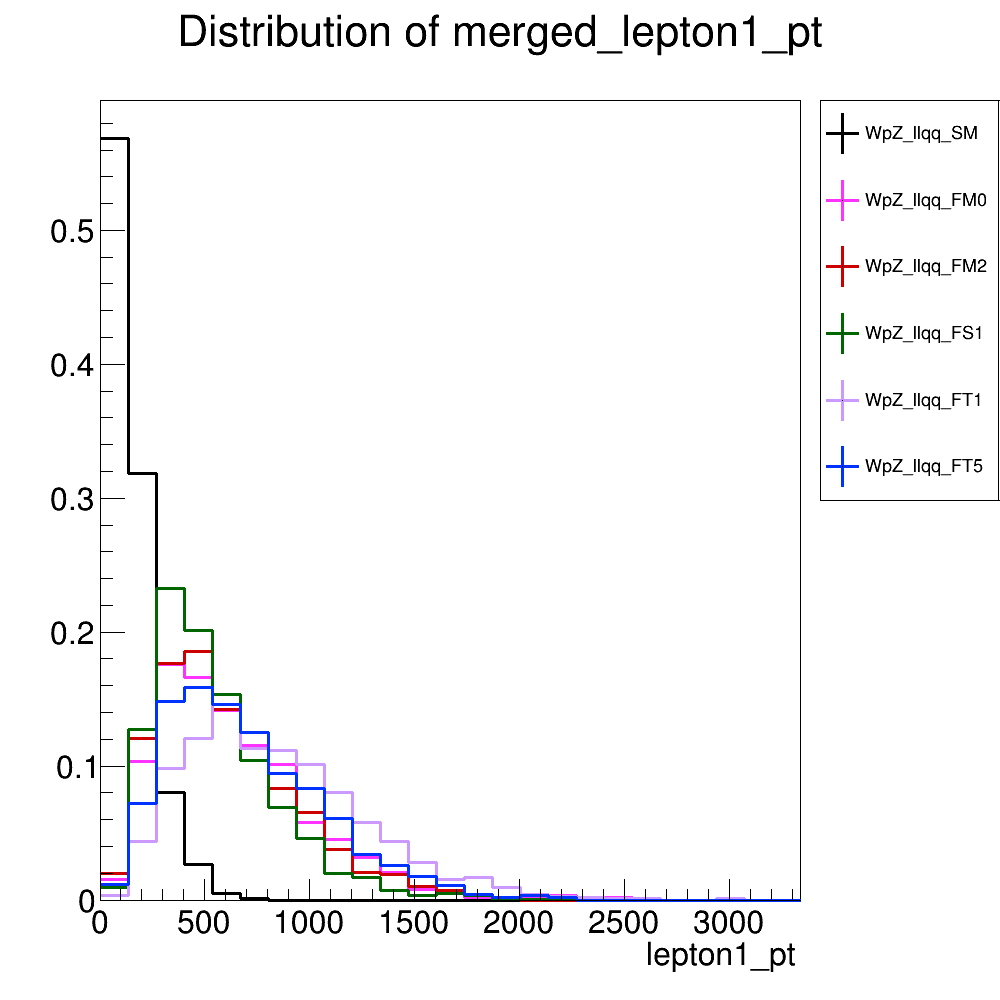 Distribution of merged_lepton1_pt
WpZ_llqq_SM
WpZ_llqq_FM0
WpZ_llqq_FM2
WpZ_llqq_FS1
WpZ_llqq_FT1
WpZ_llqq_FT5
0.5
0.4
0.3
0.2
0.1
0
0 500 1000 1500 2000 2500 3000
lepton1_pt